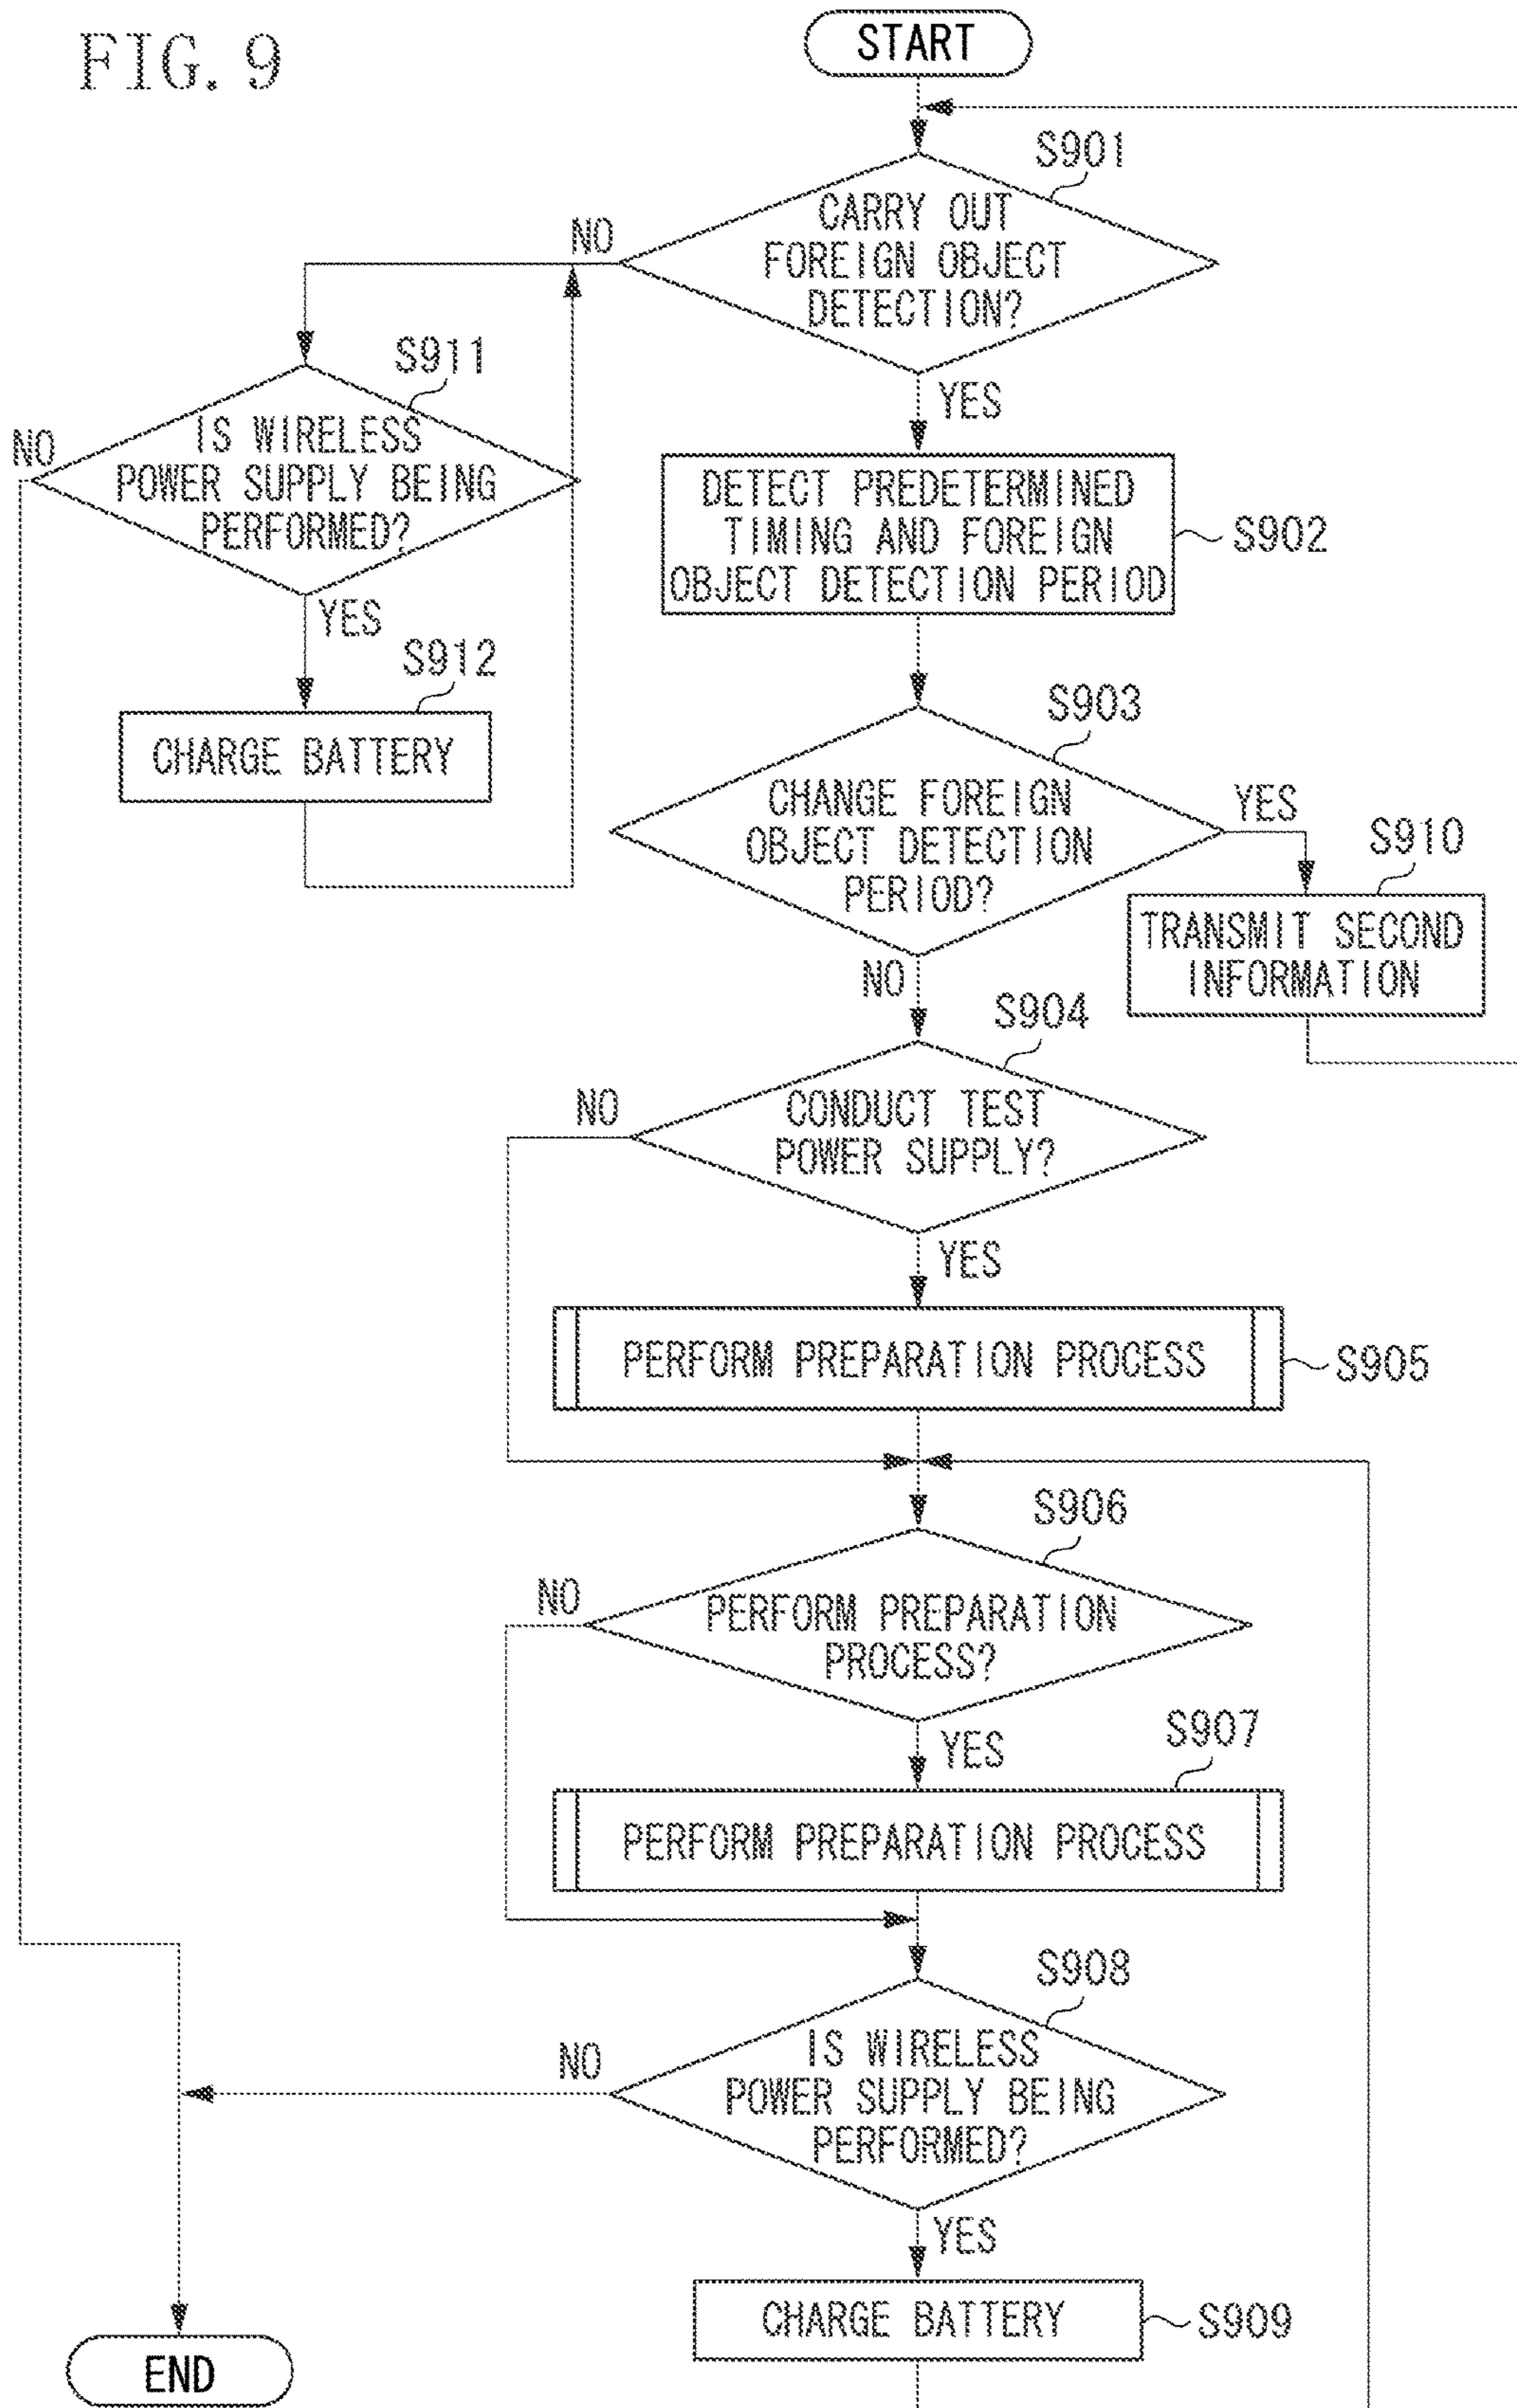 FIG. 9
START
S901
CARRY OUT
FOREIGN OBJECT
DETECTION?
NO
YES
S911
IS WIRELESS
POWER SUPPLY BEING
PERFORMED?
NO
YES
S912
CHARGE BATTERY
DETECT PREDETERMINED
TIMING AND FOREIGN
OBJECT DETECTION PERIOD
S902
S903
CHANGE FOREIGN
OBJECT DETECTION
PERIOD?
YES
NO
S910
TRANSMIT SECOND
INFORMATION
S904
CONDUCT TEST
POWER SUPPLY?
NO
YES
PERFORM PREPARATION PROCESS
S905
S906
PERFORM PREPARATION
PROCESS?
NO
YES
S907
PERFORM PREPARATION PROCESS
S908
IS WIRELESS
POWER SUPPLY BEING
PERFORMED?
NO
YES
CHARGE BATTERY
S909
END